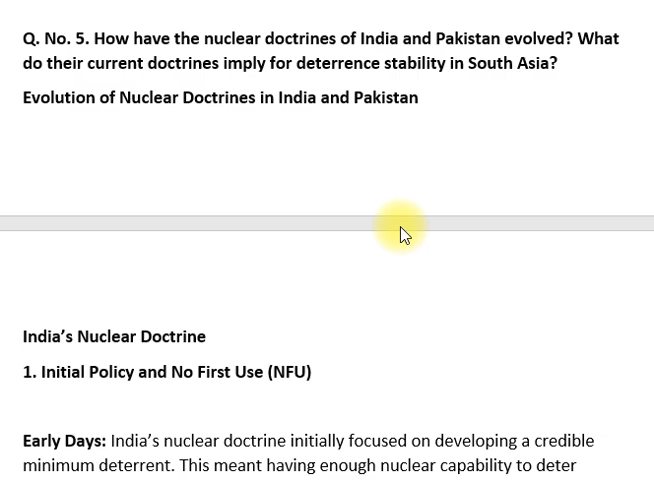 Q. No. 5. How have the nuclear doctrines of India and Pakistan evolved? What
do their current doctrines imply for deterrence stability in South Asia?
Evolution of Nuclear Doctrines in India and Pakistan
India’s Nuclear Doctrine
1. Initial Policy and No First Use (NFU)
Early Days: India’s nuclear doctrine initially focused on developing a credible
minimum deterrent. This meant having enough nuclear capability to deter